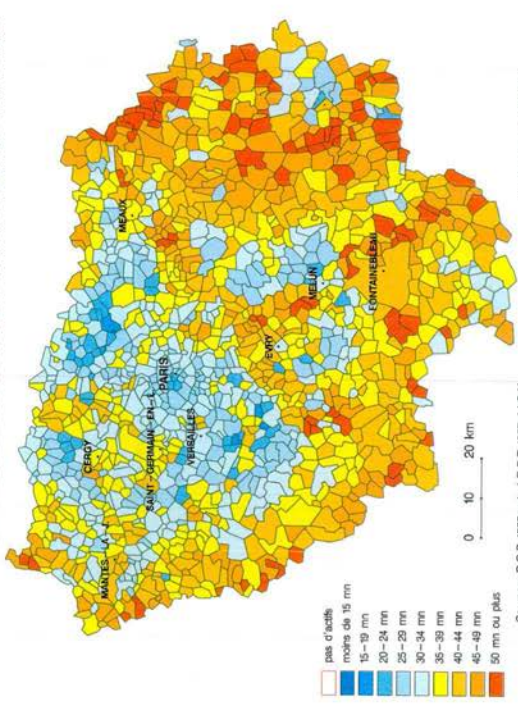 MEAUX
CERGY
MANTES-LA-J
PARIS
SAINT-GERMAIN-EN-L
VERSAILLES
EVRY
MELUN
FONTAINEBLEAU
0 10 20 km
pas d'actifs
moins de 15 mn
15-19 mn
20-24 mn
25-29 mn
30-34 mn
35-39 mn
40-44 mn
45-49 mn
50 mn ou plus